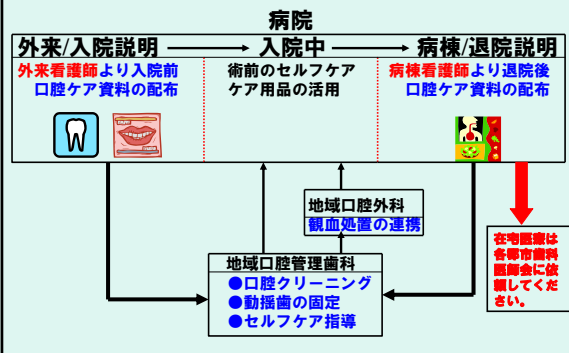 病院
外来/入院説明
入院中
病棟/退院説明
外来看護師より入院前
口腔ケア資料の配布
術前のセルフケア
ケア用品の活用
病棟看護師より退院後
口腔ケア資料の配布
地域口腔外科
観血処置の連携
地域口腔管理歯科
●口腔クリーニング
●動揺歯の固定
●セルフケア指導
在宅医療は
各郡市歯科
医師会に依
頼してくだ
さい。